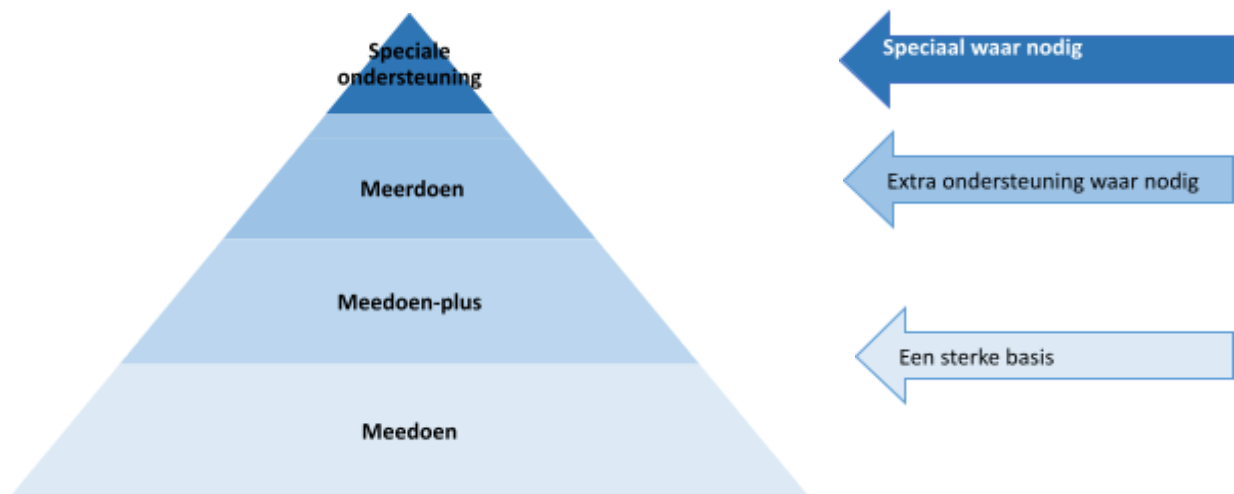 Speciale
ondersteuning
Speciaal waar nodig
Meerdoen
Extra ondersteuning waar nodig
Meedoen-plus
Een sterke basis
Meedoen